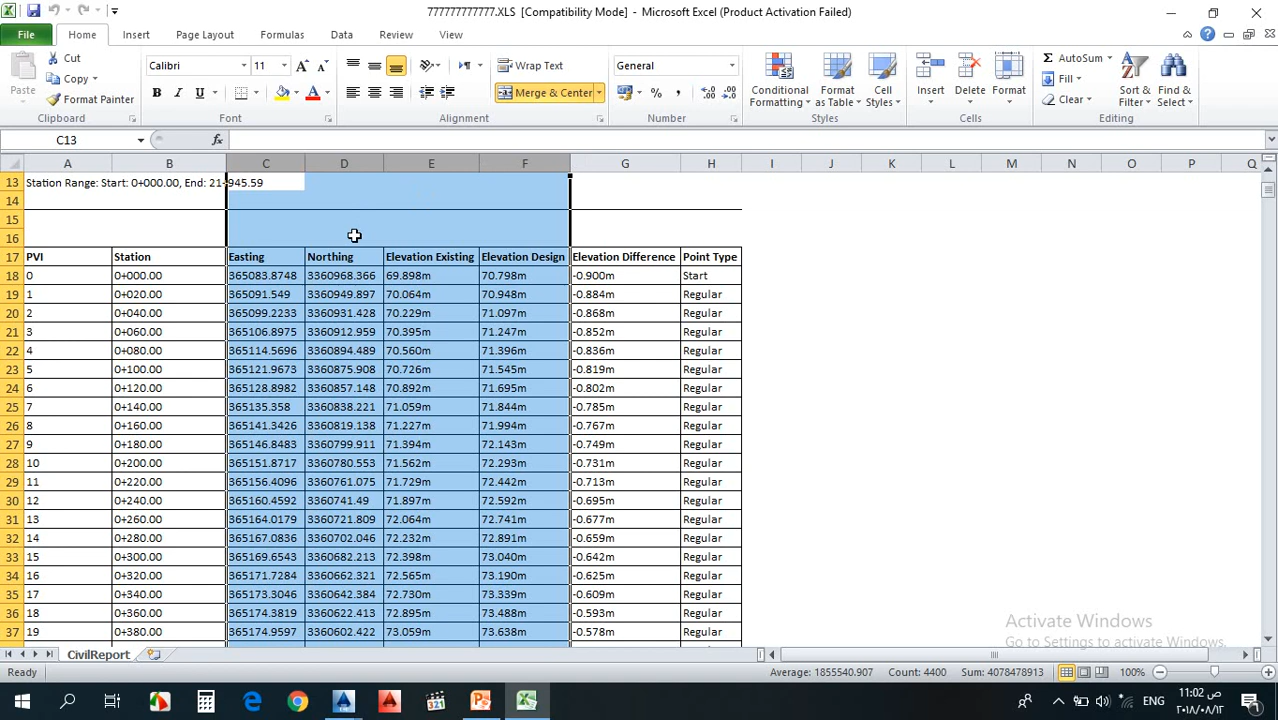 777777777777.XLS [Compatibility Mode] - Microsoft Excel (Product Activation Failed)
File Home Insert Page Layout Formulas Data Review View
Paste Cut Copy Format Painter Clipboard
Calibri 11 B I U A A A Font
Wrap Text Merge & Center Alignment
General % , Number
Conditional Formatting Format as Table Cell Styles Styles
Insert Delete Format Cells
Σ AutoSum Fill Clear Sort & Filter Find & Select Editing
C13 fx
A B C D E F G H I J K L M N O P Q
13 Station Range: Start: 0+000.00, End: 21+945.59
14
15
16
17 PVI Station Easting Northing Elevation Existing Elevation Design Elevation Difference Point Type
18 0 0+000.00 365083.8748 3360968.366 69.898m 70.798m -0.900m Start
19 1 0+020.00 365091.549 3360949.897 70.064m 70.948m -0.884m Regular
20 2 0+040.00 365099.2233 3360931.428 70.229m 71.097m -0.868m Regular
21 3 0+060.00 365106.8975 3360912.959 70.395m 71.247m -0.852m Regular
22 4 0+080.00 365114.5696 3360894.489 70.560m 71.396m -0.836m Regular
23 5 0+100.00 365121.9673 3360875.908 70.726m 71.545m -0.819m Regular
24 6 0+120.00 365128.8982 3360857.148 70.892m 71.695m -0.802m Regular
25 7 0+140.00 365135.358 3360838.221 71.059m 71.844m -0.785m Regular
26 8 0+160.00 365141.3426 3360819.138 71.227m 71.994m -0.767m Regular
27 9 0+180.00 365146.8483 3360799.911 71.394m 72.143m -0.749m Regular
28 10 0+200.00 365151.8717 3360780.553 71.562m 72.293m -0.731m Regular
29 11 0+220.00 365156.4096 3360761.075 71.729m 72.442m -0.713m Regular
30 12 0+240.00 365160.4592 3360741.49 71.897m 72.592m -0.695m Regular
31 13 0+260.00 365164.0179 3360721.809 72.064m 72.741m -0.677m Regular
32 14 0+280.00 365167.0836 3360702.046 72.232m 72.891m -0.659m Regular
33 15 0+300.00 365169.6543 3360682.213 72.398m 73.040m -0.642m Regular
34 16 0+320.00 365171.7284 3360662.321 72.565m 73.190m -0.625m Regular
35 17 0+340.00 365173.3046 3360642.384 72.730m 73.339m -0.609m Regular
36 18 0+360.00 365174.3819 3360622.413 72.895m 73.488m -0.593m Regular
37 19 0+380.00 365174.9597 3360602.422 73.059m 73.638m -0.578m Regular
Activate Windows
Go to Settings to activate Windows.
CivilReport
Ready Average: 1855540.907 Count: 4400 Sum: 4078478913 100%
321 ENG 11:02 ص
٢٠١٨/٠٨/١٢